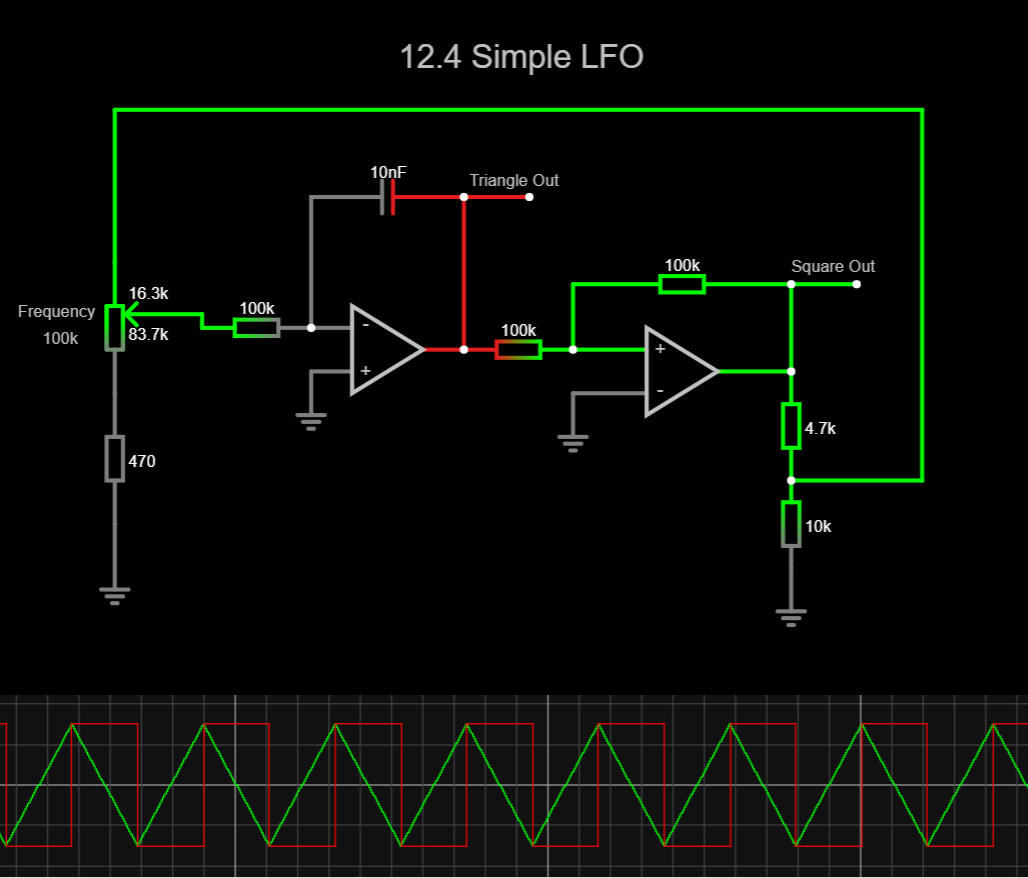 12.4 Simple LFO
10nF
Triangle Out
100k
Square Out
16.3k
Frequency
100k
83.7k
100k
-
+
100k
+
-
4.7k
470
10k